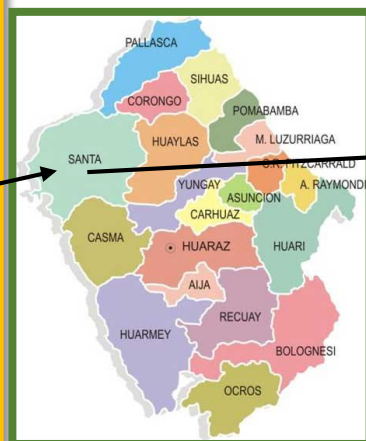 PALLASCA
SIHUAS
CORONGO
POMABAMBA
HUAYLAS
M. LUZURRIAGA
SANTA
C.F. FITZCARRALD
YUNGAY
A. RAYMONDI
ASUNCION
CARHUAZ
CASMA
HUARAZ
HUARI
AIJA
HUARMEY
RECUAY
BOLOGNESI
OCROS